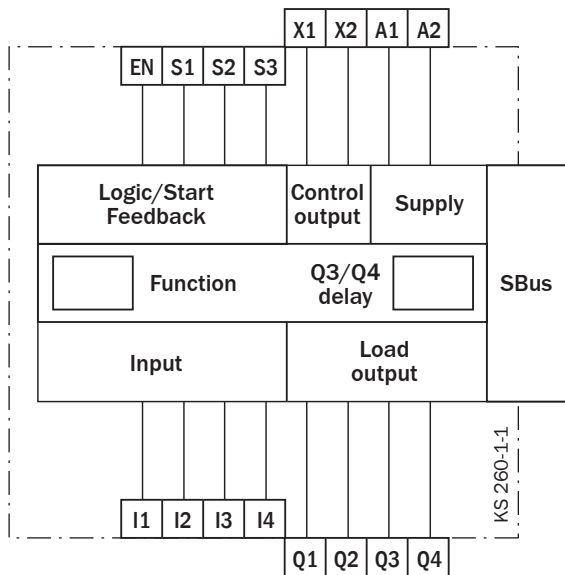 X1 X2 A1 A2
EN S1 S2 S3
Logic/Start
Feedback
Control
output
Supply
Function
Q3/Q4
delay
SBus
Input
Load
output
KS 260-1-1
I1 I2 I3 I4
Q1 Q2 Q3 Q4